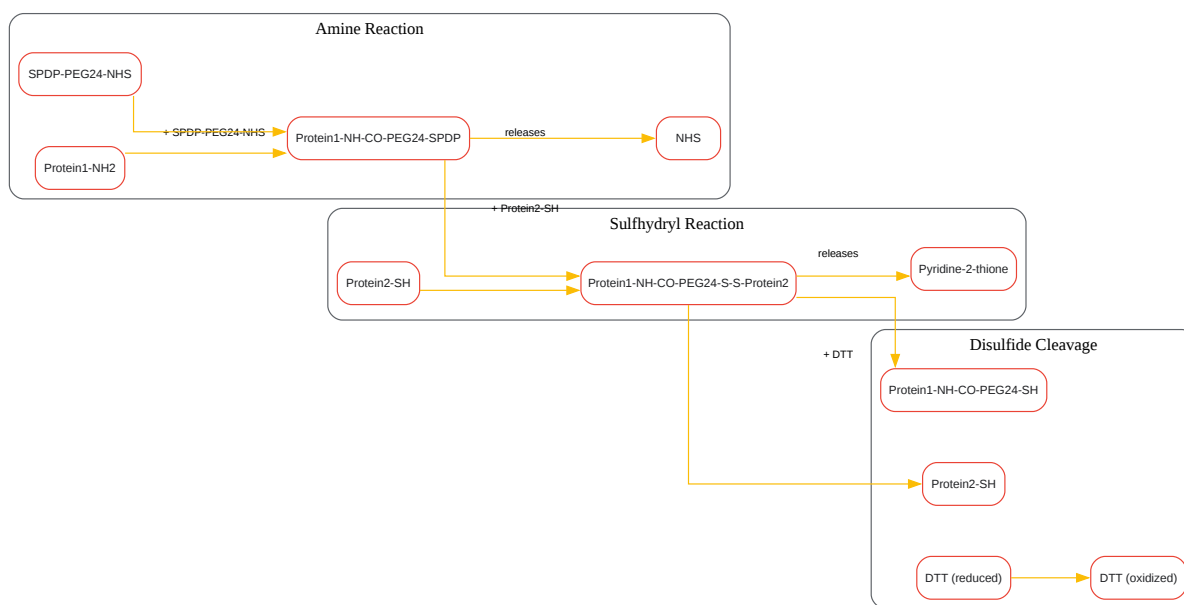 Amine Reaction
SPDP-PEG24-NHS
+ SPDP-PEG24-NHS
Protein1-NH-CO-PEG24-SPDP
releases
NHS
Protein1-NH2
+ Protein2-SH
Sulfhydryl Reaction
Protein2-SH
Protein1-NH-CO-PEG24-S-S-Protein2
releases
Pyridine-2-thione
+ DTT
Disulfide Cleavage
Protein1-NH-CO-PEG24-SH
Protein2-SH
DTT (reduced)
DTT (oxidized)